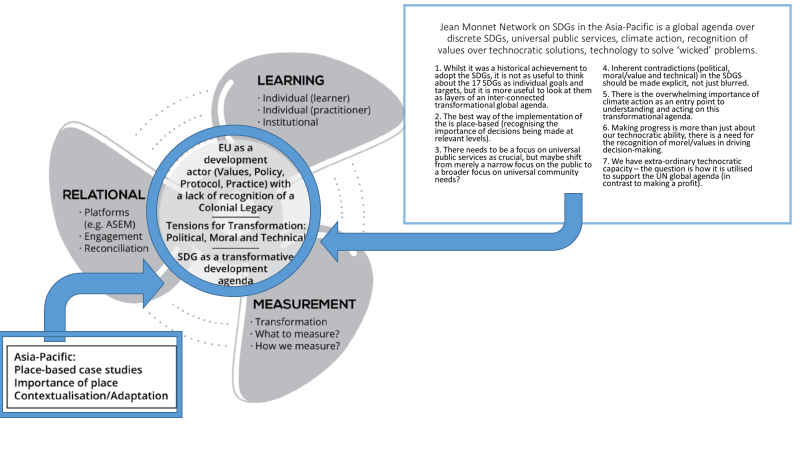 Jean Monnet Network on SDGs in the Asia-Pacific is a global agenda over
discrete SDGs, universal public services, climate action, recognition of
values over technocratic solutions, technology to solve ‘wicked’ problems.
1. Whilst it was a historical achievement to
adopt the SDGs, it is not as useful to think
about the 17 SDGs as individual goals and
targets, but it is more useful to look at them
as layers of an inter-connected
transformational global agenda.
2. The best way of the implementation of
the is place-based (recognising the
importance of decisions being made at
relevant levels).
3. There needs to be a focus on universal
public services as crucial, but maybe shift
from merely a narrow focus on the public to
a broader focus on universal community
needs?
4. Inherent contradictions (political,
moral/value and technical) in the SDGS
should be made explicit, not just blurred.
5. There is the overwhelming importance of
climate action as an entry point to
understanding and acting on this
transformational agenda.
6. Making progress is more than just about
our technocratic ability, there is a need for
the recognition of morel/values in driving
decision-making.
7. We have extra-ordinary technocratic
capacity – the question is how it is utilised
to support the UN global agenda (in
contrast to making a profit).
LEARNING
· Individual (learner)
· Individual (practitioner)
· Institutional
EU as a
development
actor (Values, Policy,
Protocol, Practice) with
a lack of recognition of a
Colonial Legacy
Tensions for Transformation:
Political, Moral and Technical
SDG as a transformative
development
agenda
RELATIONAL
· Platforms
(e.g. ASEM)
· Engagement
· Reconciliation
MEASUREMENT
· Transformation
· What to measure?
· How we measure?
Asia-Pacific:
Place-based case studies
Importance of place
Contextualisation/Adaptation